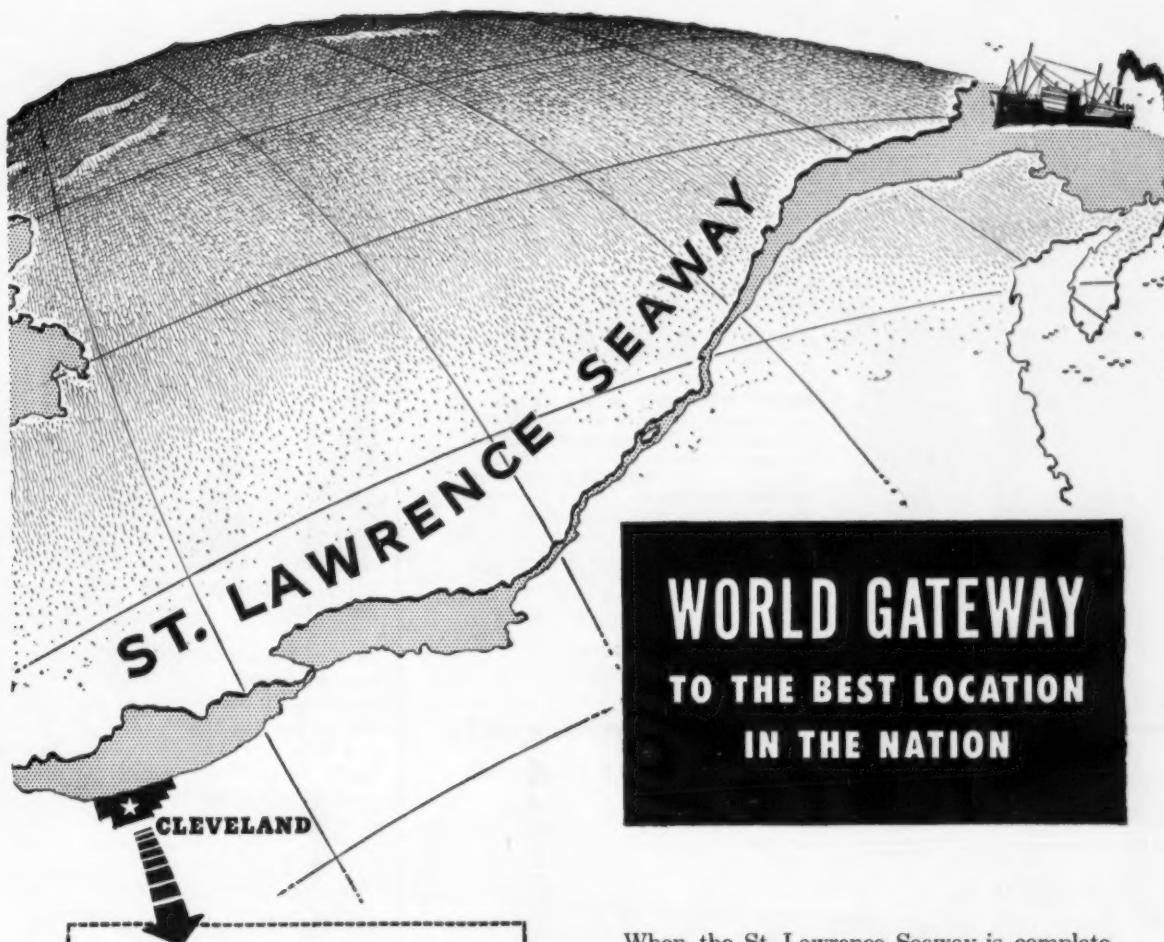 ST. LAWRENCE SEAWAY
WORLD GATEWAY
TO THE BEST LOCATION
IN THE NATION
CLEVELAND
When the St. Lawrence Seaway is complete